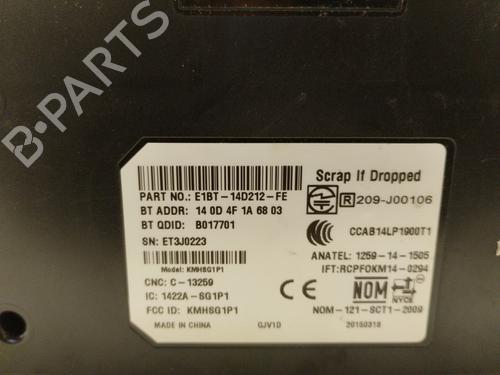 Scrap If Dropped
R 209-J00106
PART NO.: E1BT-14D212-FE
BT ADDR: 14 0D 4F 1A 68 03
BT QDID: B017701
CCAB14LP1900T1
SN: ET3J0223
ANATEL: 1259-14-1505
Model: KMHSG1P1
IFT:RCPFOKM14-0294
CNC: C-13259
IC: 1422A-SG1P1
CE
NOM
NYCE
FCC ID: KMHSG1P1
NOM-121-SCT1-2009
MADE IN CHINA
GJV1D
20150318
B-PARTS